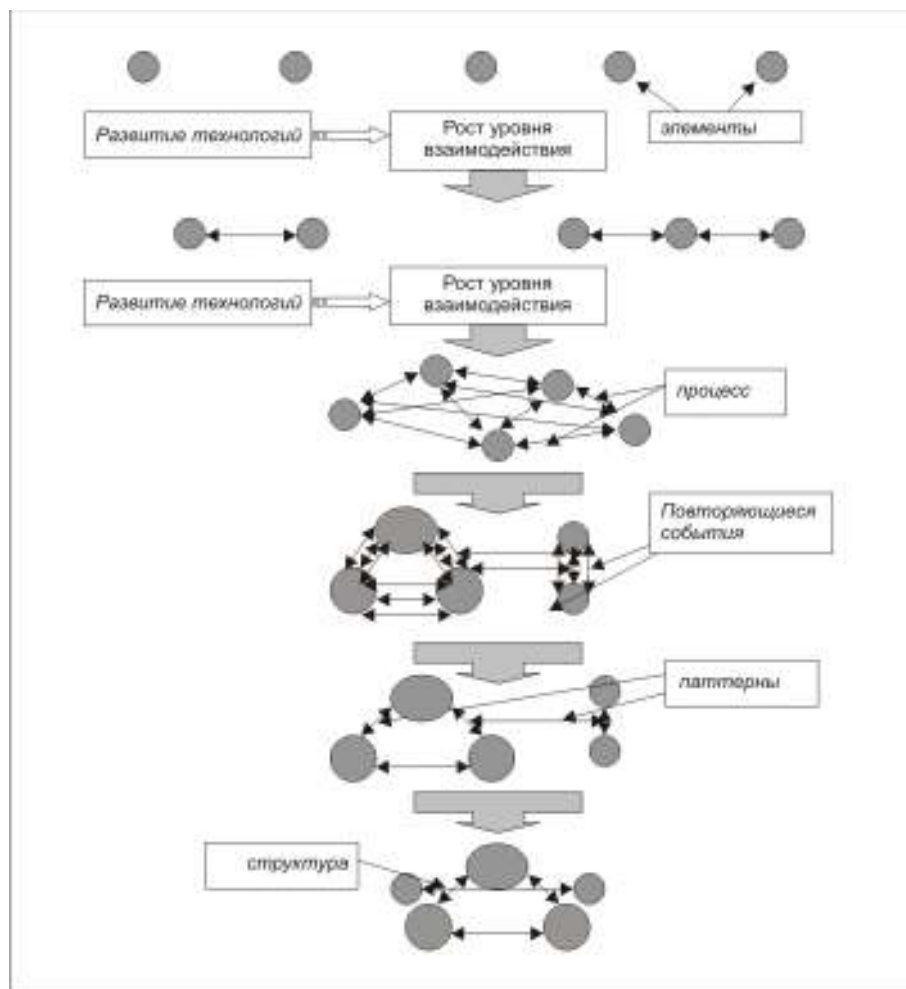 элементы
Развитие технологий
Рост уровня
взаимодействия
Развитие технологий
Рост уровня
взаимодействия
процесс
Повторяющиеся
события
паттерны
структура